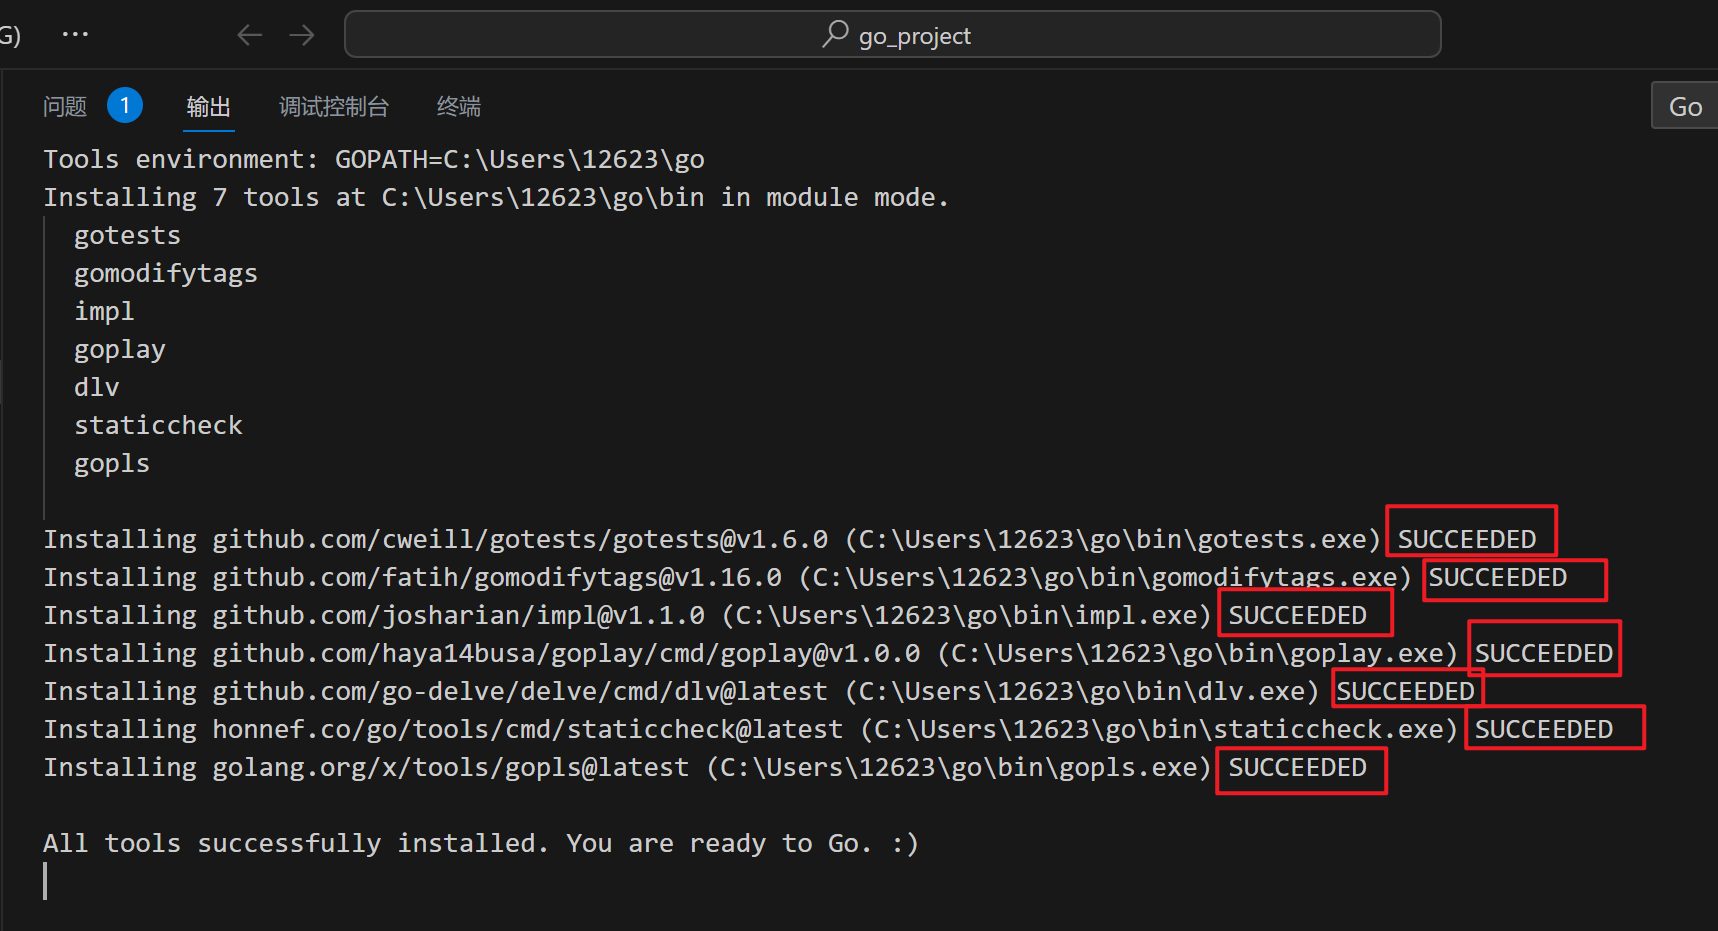 G) ··· go_project
问题 1 输出 调试控制台 终端 Go
Tools environment: GOPATH=C:\Users\12623\go
Installing 7 tools at C:\Users\12623\go\bin in module mode.
gotests
gomodifytags
impl
goplay
dlv
staticcheck
gopls
Installing github.com/cweill/gotests/gotests@v1.6.0 (C:\Users\12623\go\bin\gotests.exe) SUCCEEDED
Installing github.com/fatih/gomodifytags@v1.16.0 (C:\Users\12623\go\bin\gomodifytags.exe) SUCCEEDED
Installing github.com/josharian/impl@v1.1.0 (C:\Users\12623\go\bin\impl.exe) SUCCEEDED
Installing github.com/haya14busa/goplay/cmd/goplay@v1.0.0 (C:\Users\12623\go\bin\goplay.exe) SUCCEEDED
Installing github.com/go-delve/delve/cmd/dlv@latest (C:\Users\12623\go\bin\dlv.exe) SUCCEEDED
Installing honnef.co/go/tools/cmd/staticcheck@latest (C:\Users\12623\go\bin\staticcheck.exe) SUCCEEDED
Installing golang.org/x/tools/gopls@latest (C:\Users\12623\go\bin\gopls.exe) SUCCEEDED
All tools successfully installed. You are ready to Go. :)